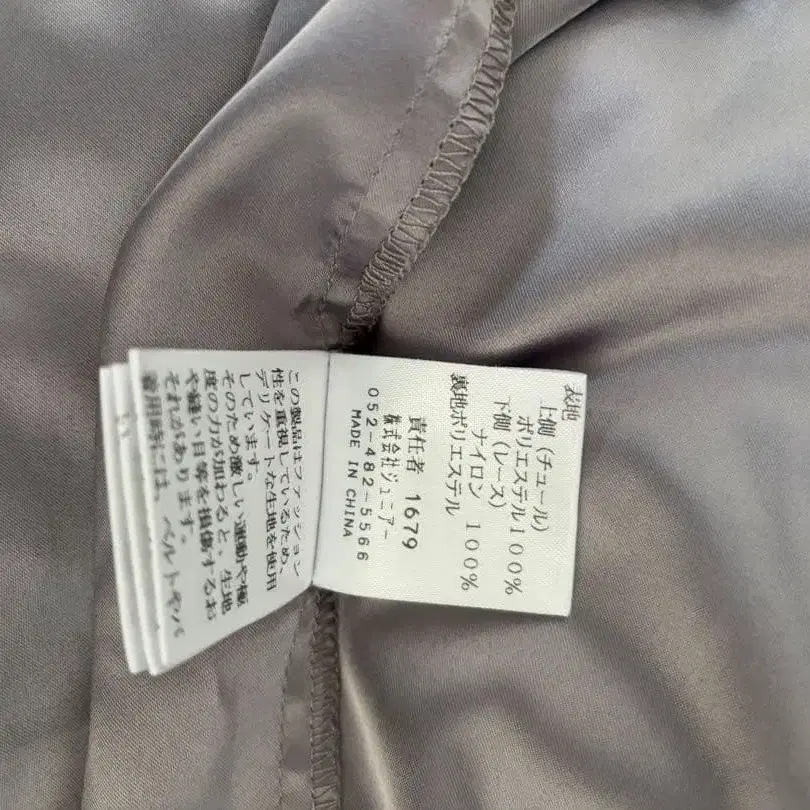 表地
上側 (チュール)
ポリエステル100%
下側 (レース)
ナイロン 100%
裏地ポリエステル
責任者 1679
株式会社ジュニアー
052-482-5566
MADE IN CHINA
この製品はファッション
性を重視しているため、
デリケートな生地を使用
しています。
そのため激しい運動や極
度の力が加わると、生地
や縫い目等を損傷するお
それがあります。
着用時には、ベルトやバ